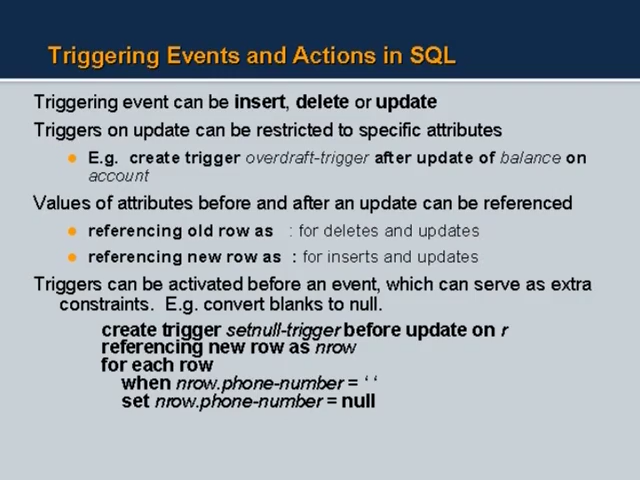 Triggering Events and Actions in SQL
Triggering event can be insert, delete or update
Triggers on update can be restricted to specific attributes
E.g. create trigger overdraft-trigger after update of balance on
account
Values of attributes before and after an update can be referenced
referencing old row as : for deletes and updates
referencing new row as : for inserts and updates
Triggers can be activated before an event, which can serve as extra
constraints. E.g. convert blanks to null.
create trigger setnull-trigger before update on r
referencing new row as nrow
for each row
when nrow.phone-number = ‘ ‘
set nrow.phone-number = null